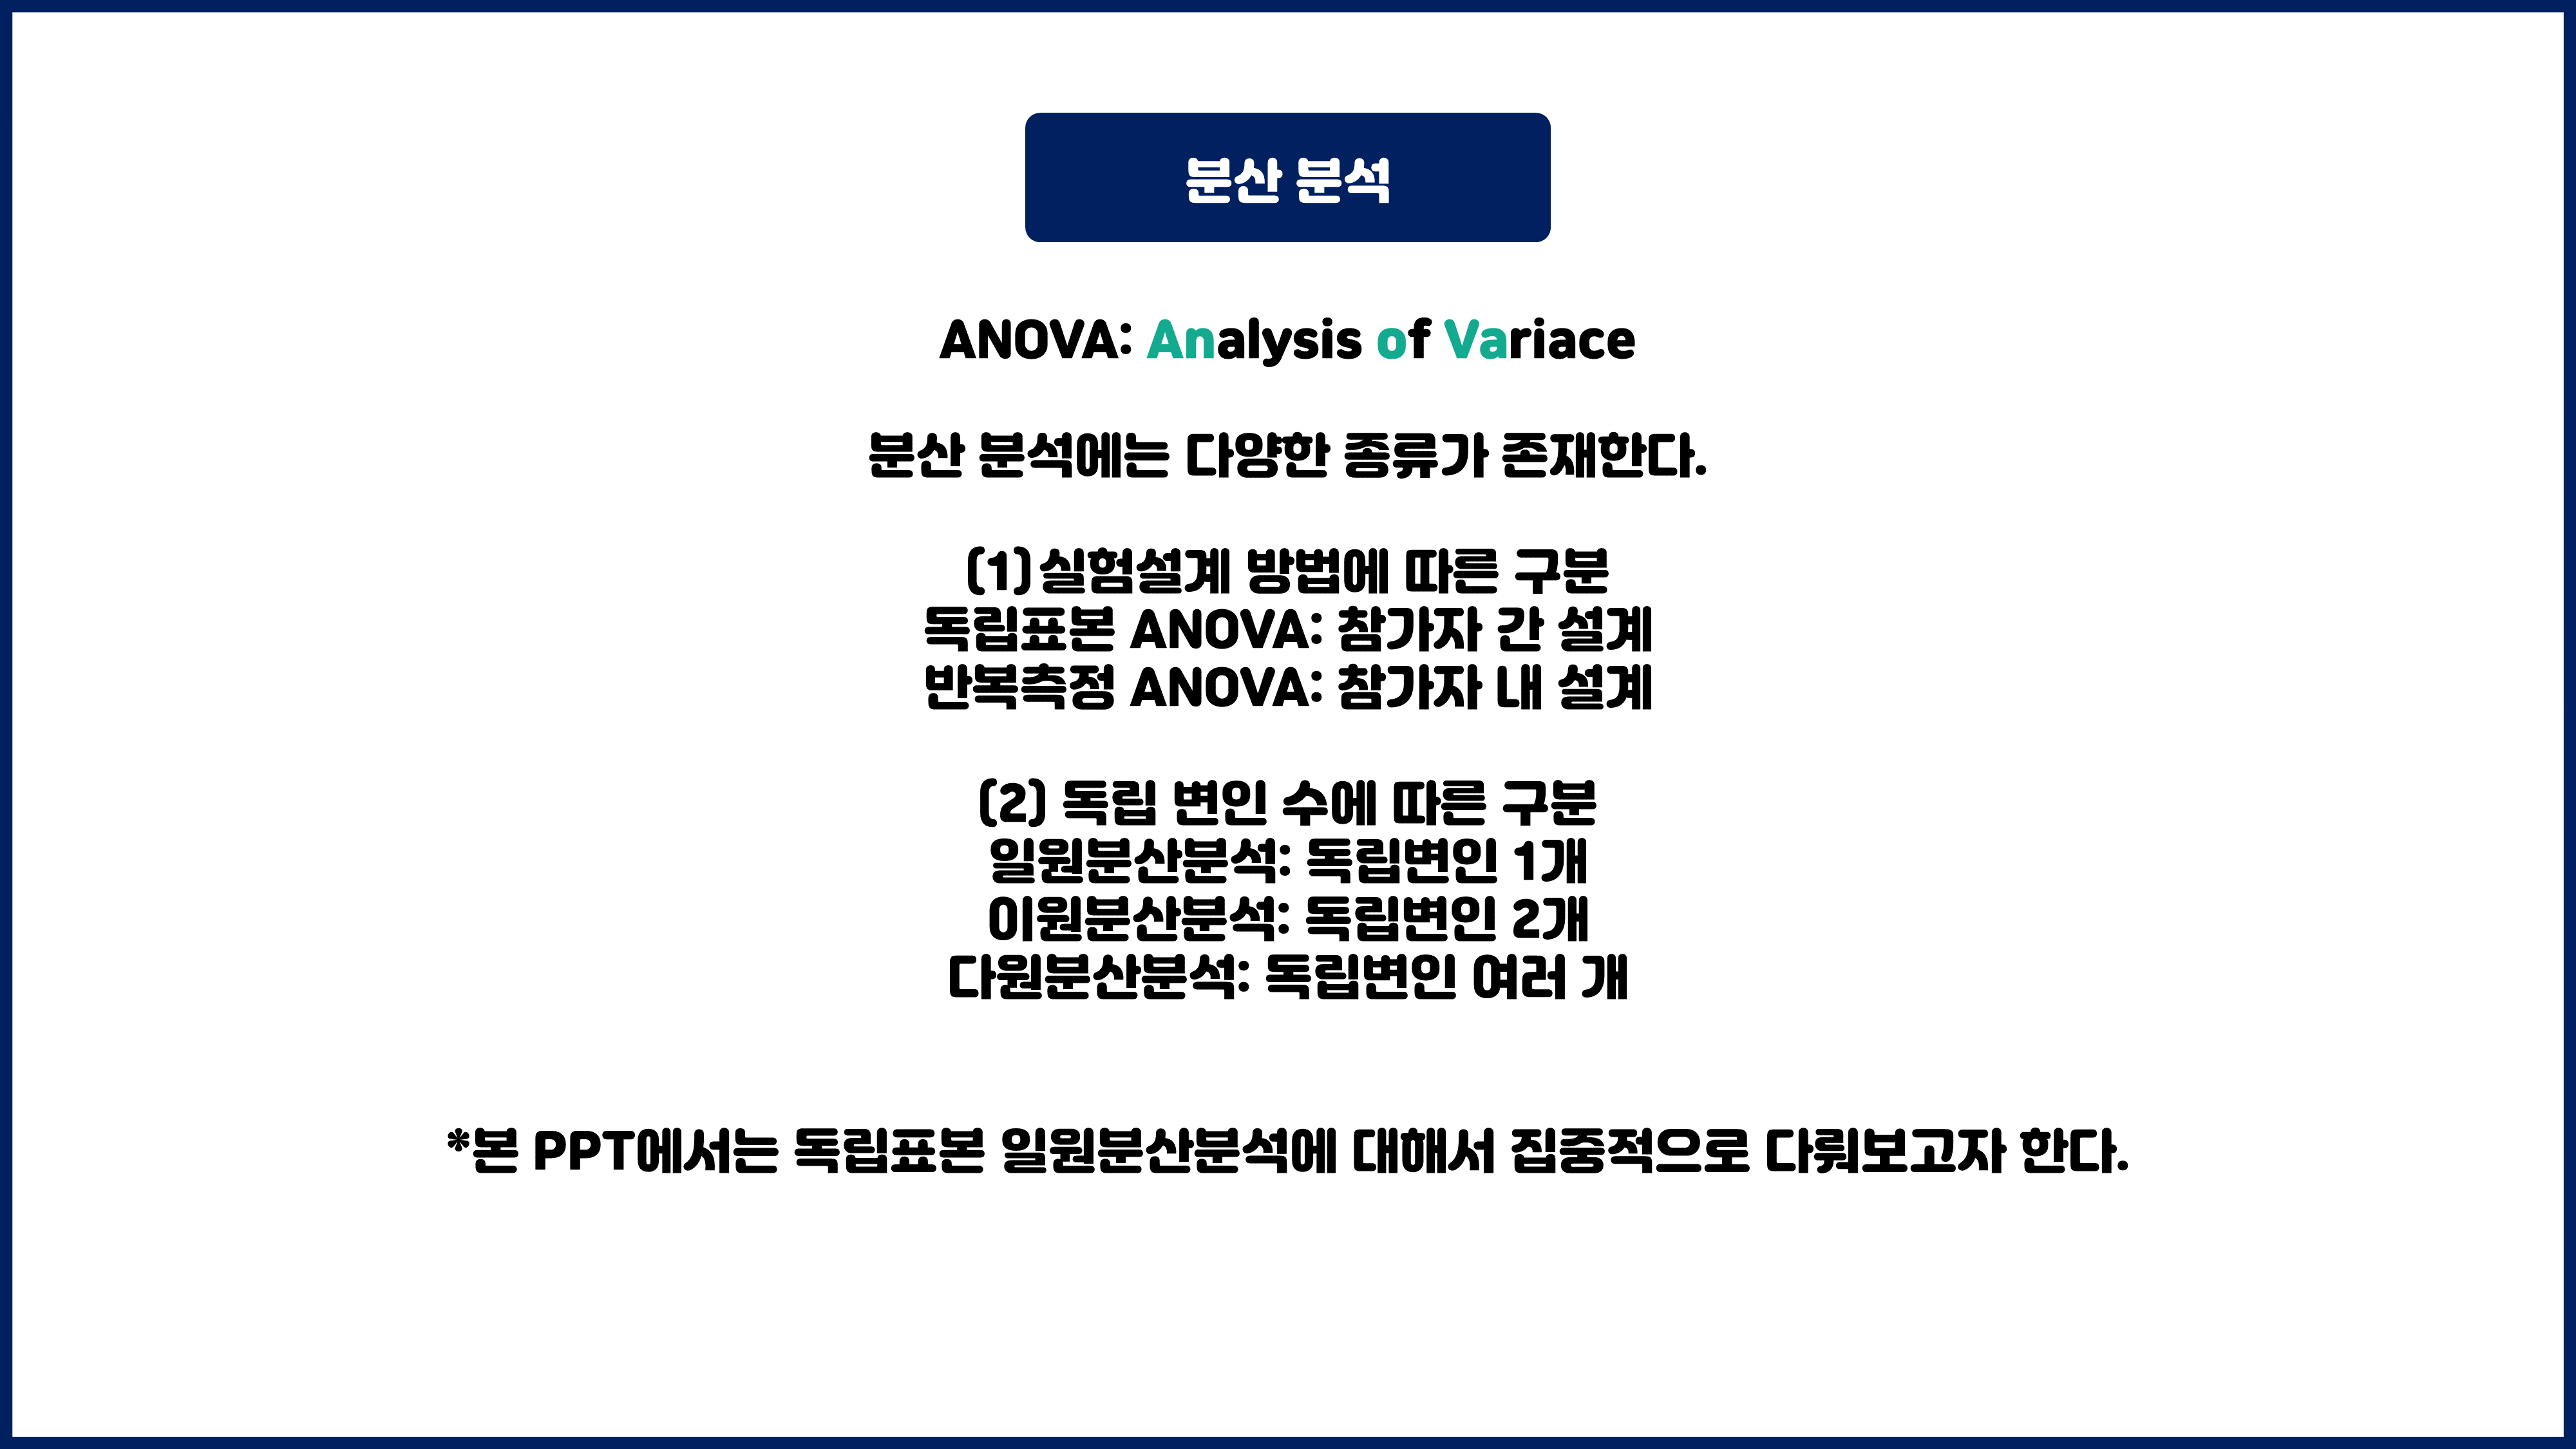 분산 분석
ANOVA: Analysis of Variace
분산 분석에는 다양한 종류가 존재한다.
(1) 실험설계 방법에 따른 구분
독립표본 ANOVA: 참가자 간 설계
반복측정 ANOVA: 참가자 내 설계
(2) 독립 변인 수에 따른 구분
일원분산분석: 독립변인 1개
이원분산분석: 독립변인 2개
다원분산분석: 독립변인 여러 개
*본 PPT에서는 독립표본 일원분산분석에 대해서 집중적으로 다뤄보고자 한다.